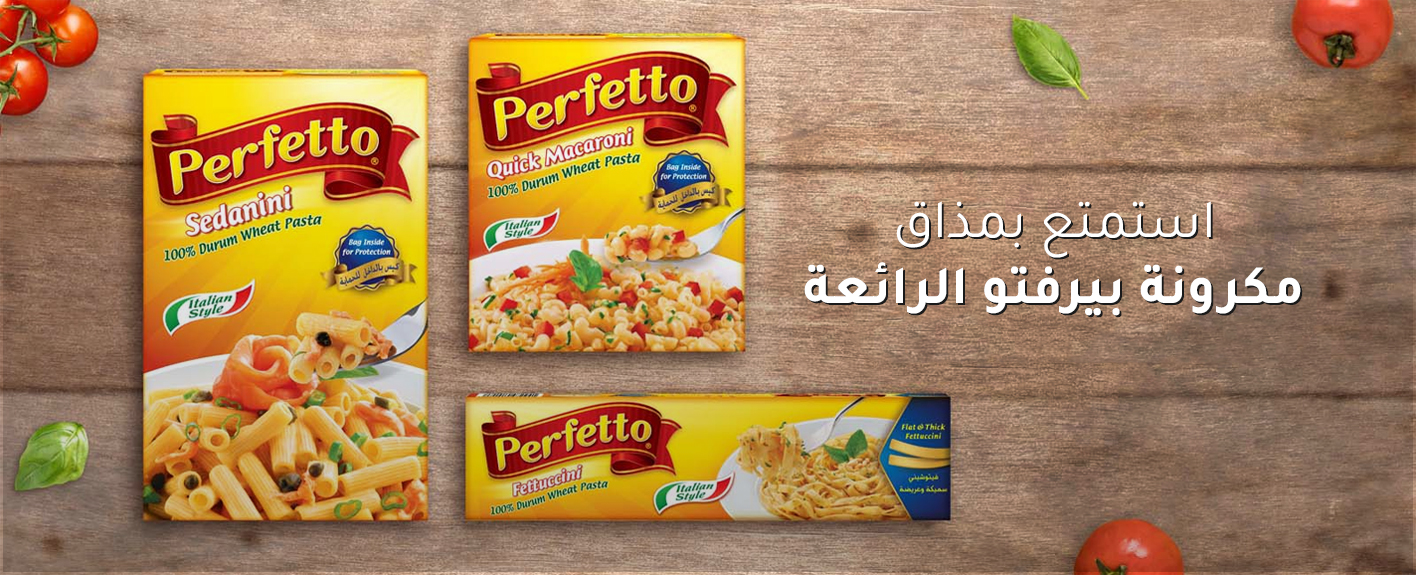 Perfetto®
Sedanini
100% Durum Wheat Pasta
Bag Inside
for Protection
كيس بالداخل للحماية
Italian
Style
Perfetto®
Quick Macaroni
100% Durum Wheat Pasta
Bag Inside
for Protection
كيس بالداخل للحماية
Italian
Style
Perfetto®
Fettuccini
100% Durum Wheat Pasta
Italian
Style
Flat & Thick
Fettuccini
فيتوشيني
سميكة وعريضة
استمتع بمذاق
مكرونة بيرفتو الرائعة